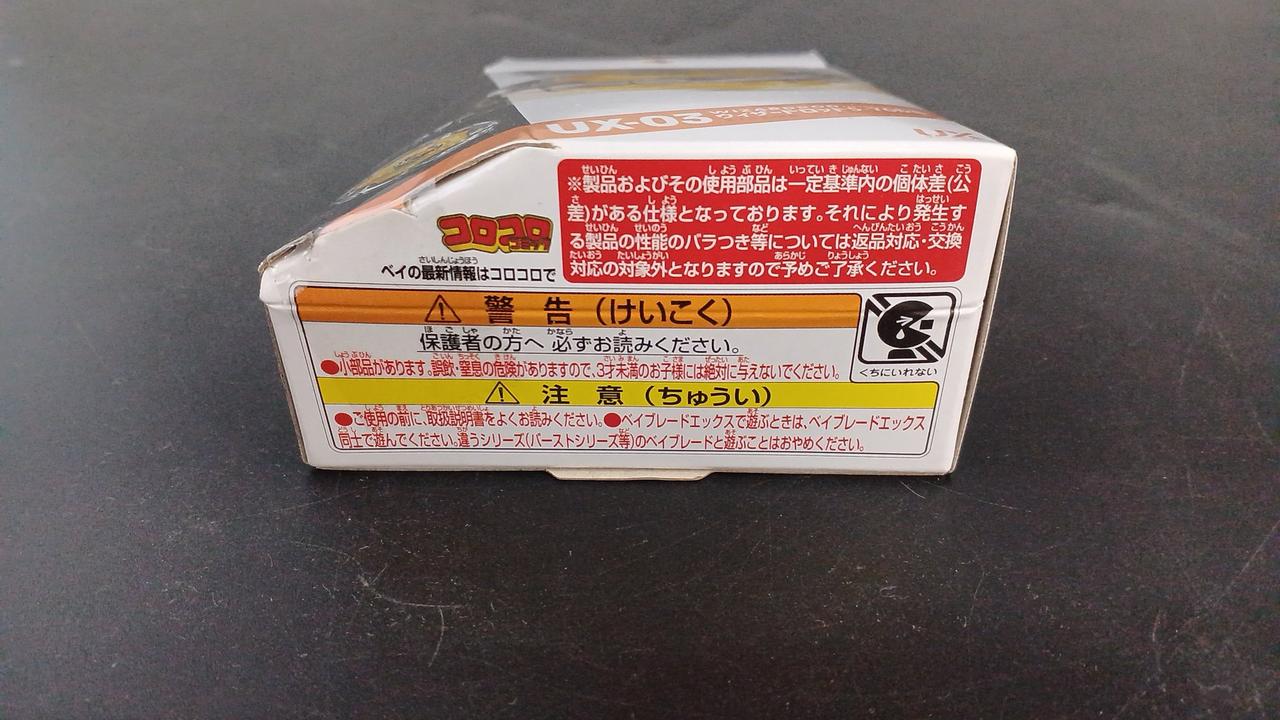 UX-03
UX
※製品およびその使用部品は一定基準内の個体差(公
差)がある仕様となっております。それにより発生す
る製品の性能のバラつき等については返品対応・交換
対応の対象外となりますので予めご了承ください。
コロコロ
コミック
ベイの最新情報はコロコロで
警告(けいこく)
保護者の方へ 必ずお読みください。
●小部品があります。誤飲・窒息の危険がありますので、3才未満のお子様には絶対に与えないでください。
くちにいれない
注意(ちゅうい)
●ご使用の前に、取扱説明書をよくお読みください。●ベイブレードエックスで遊ぶときは、ベイブレードエックス
同士で遊んでください。違うシリーズ(バーストシリーズ等)のベイブレードと遊ぶことはおやめください。